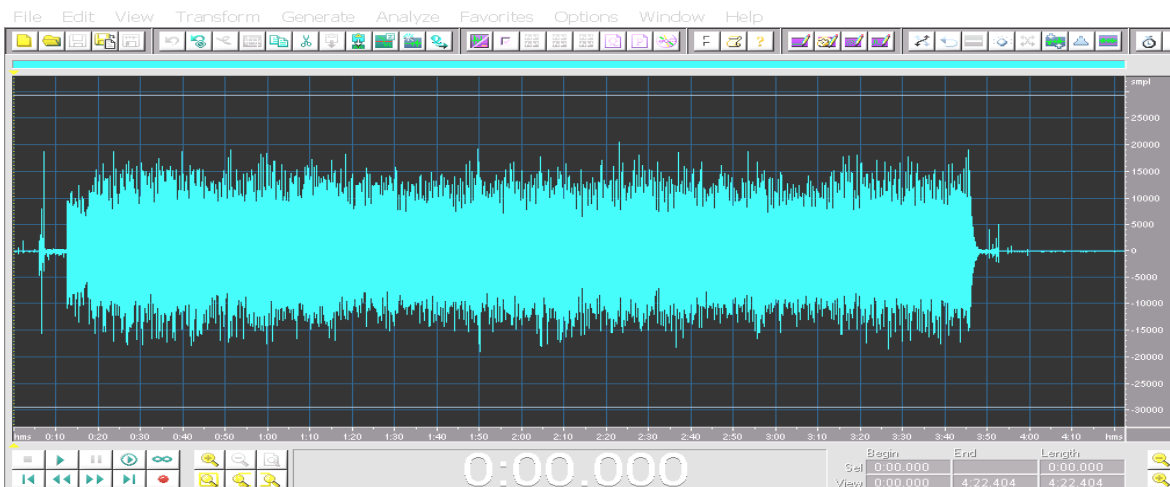 File Edit View Transform Generate Analyze Favorites Options Window Help
F ?
smpl
25000
20000
15000
10000
5000
0
-5000
-10000
-15000
-20000
-25000
-30000
hms 0:10 0:20 0:30 0:40 0:50 1:00 1:10 1:20 1:30 1:40 1:50 2:00 2:10 2:20 2:30 2:40 2:50 3:00 3:10 3:20 3:30 3:40 3:50 4:00 4:10 hms
0:00.000
Begin End Length
Sel 0:00.000 0:00.000
View 0:00.000 4:22.404 4:22.404